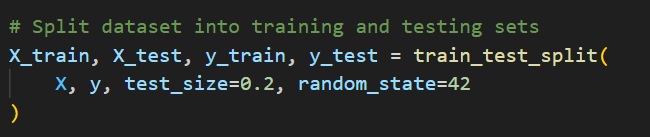 # Split dataset into training and testing sets
X_train, X_test, y_train, y_test = train_test_split(
    X, y, test_size=0.2, random_state=42
)